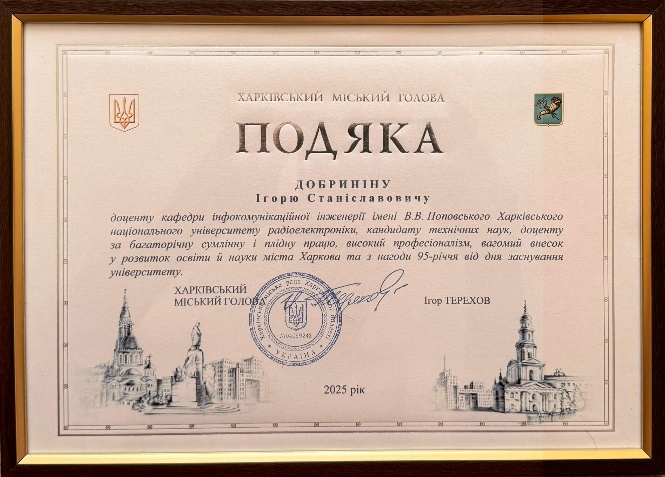 ХАРКІВСЬКИЙ МІСЬКИЙ ГОЛОВА
ПОДЯКА
ДОБРИНІНУ
Ігорю Станіславовичу
доценту кафедри інфокомунікаційної інженерії імені В.В.Поповського Харківського
національного університету радіоелектроніки, кандидату технічних наук, доценту
за багаторічну сумлінну і плідну працю, високий професіоналізм, вагомий внесок
у розвиток освіти й науки міста Харкова та з нагоди 95-річчя від дня заснування
університету.
ХАРКІВСЬКИЙ
МІСЬКИЙ ГОЛОВА
Ігор ТЕРЕХОВ
УКРАЇНА
2025 рік